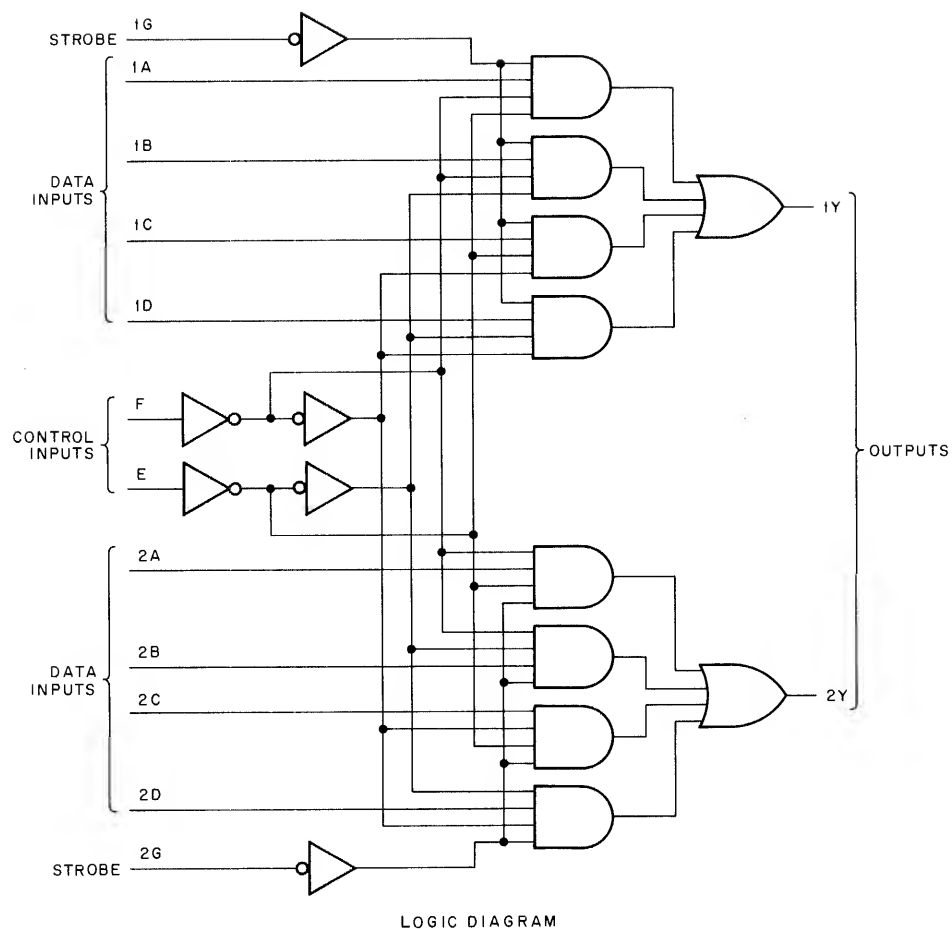 1G
STROBE
1A
1B
DATA
INPUTS
1C
1D
1Y
F
CONTROL
INPUTS
E
OUTPUTS
2A
2B
DATA
INPUTS
2C
2Y
2D
2G
STROBE
LOGIC DIAGRAM